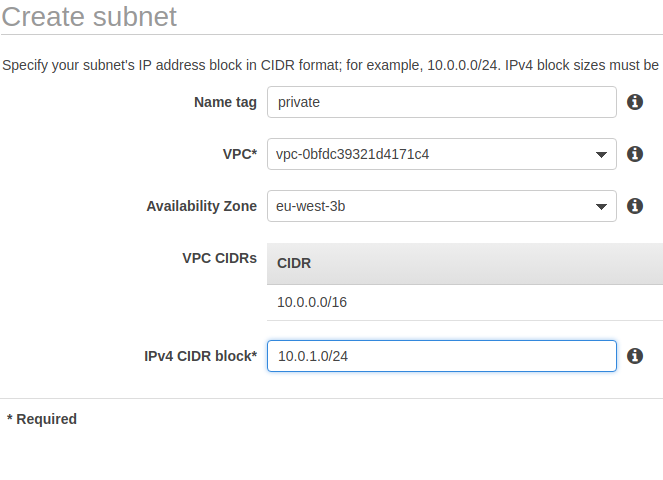 Create subnet
Specify your subnet's IP address block in CIDR format; for example, 10.0.0.0/24. IPv4 block sizes must be
Name tag private
VPC* vpc-0bfdc39321d4171c4
Availability Zone eu-west-3b
VPC CIDRs CIDR
10.0.0.0/16
IPv4 CIDR block* 10.0.1.0/24
* Required